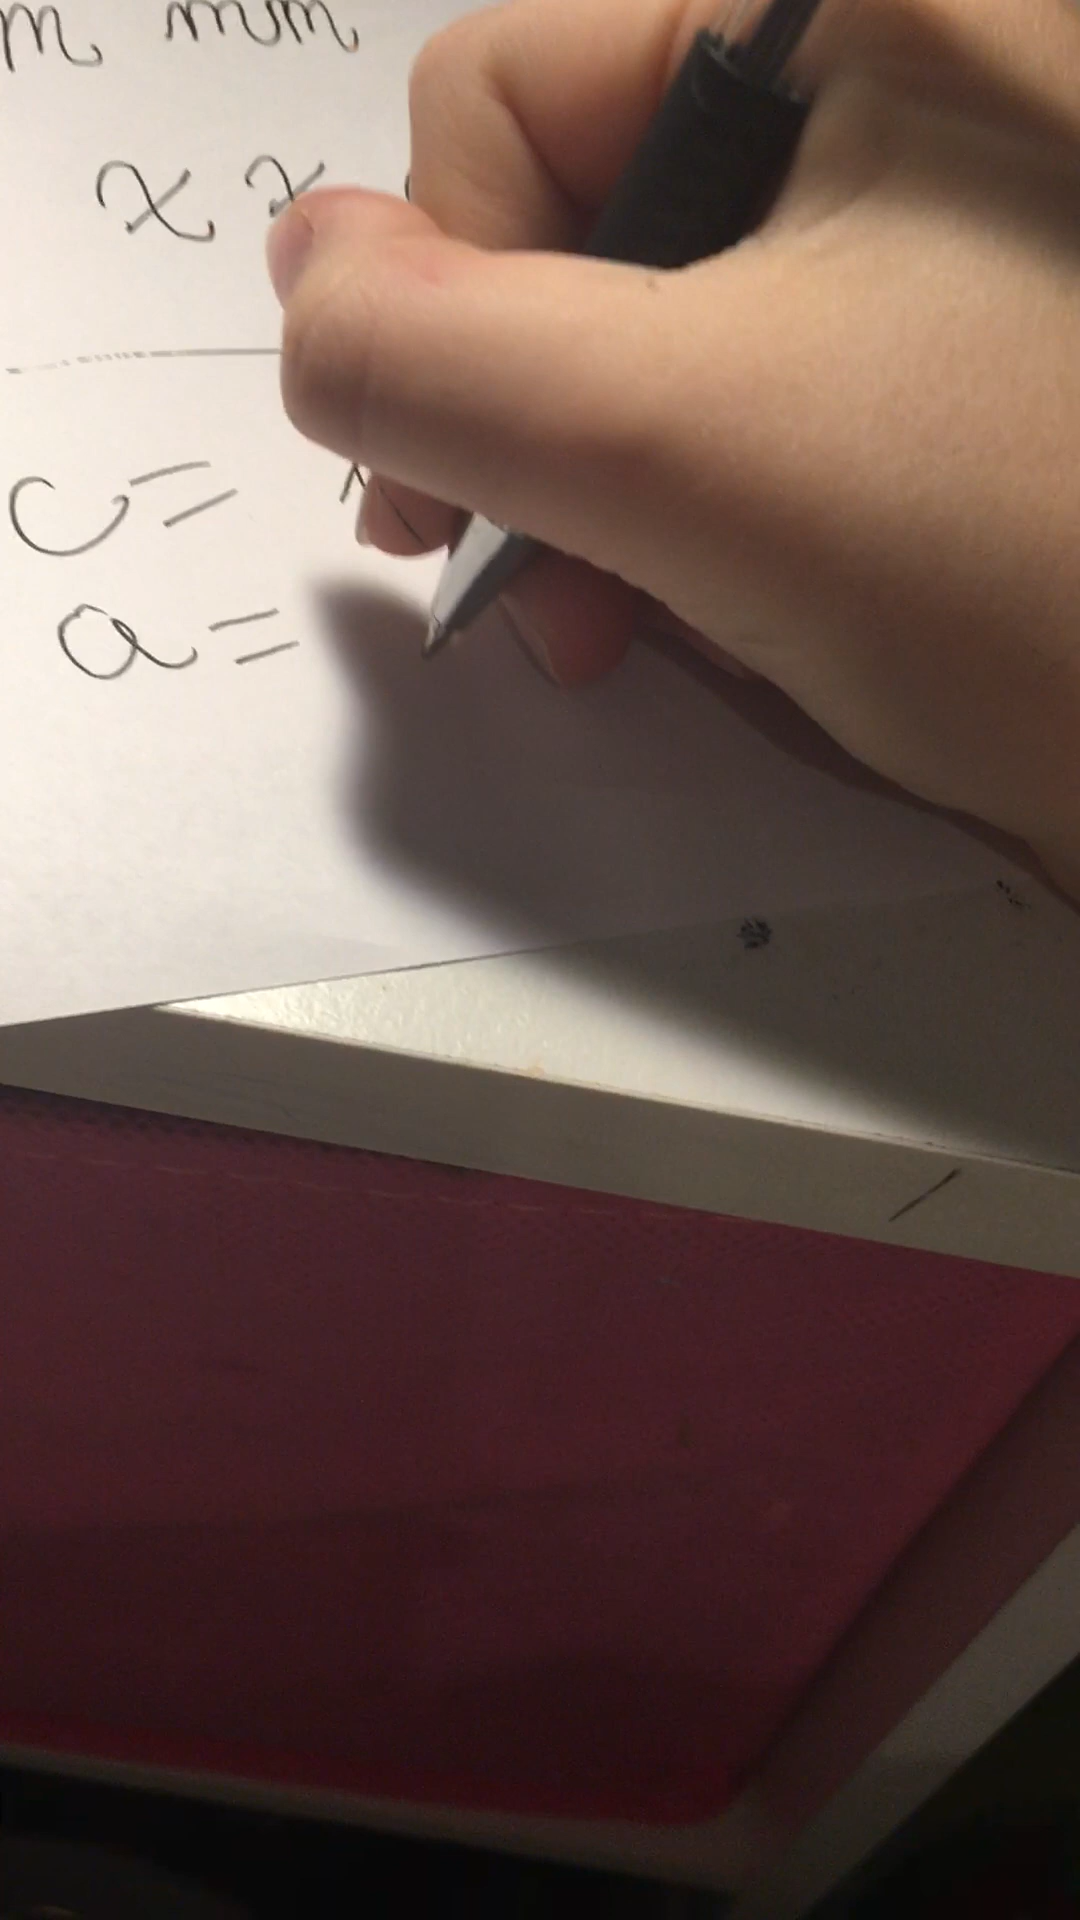 m mm
x x
c =
a =